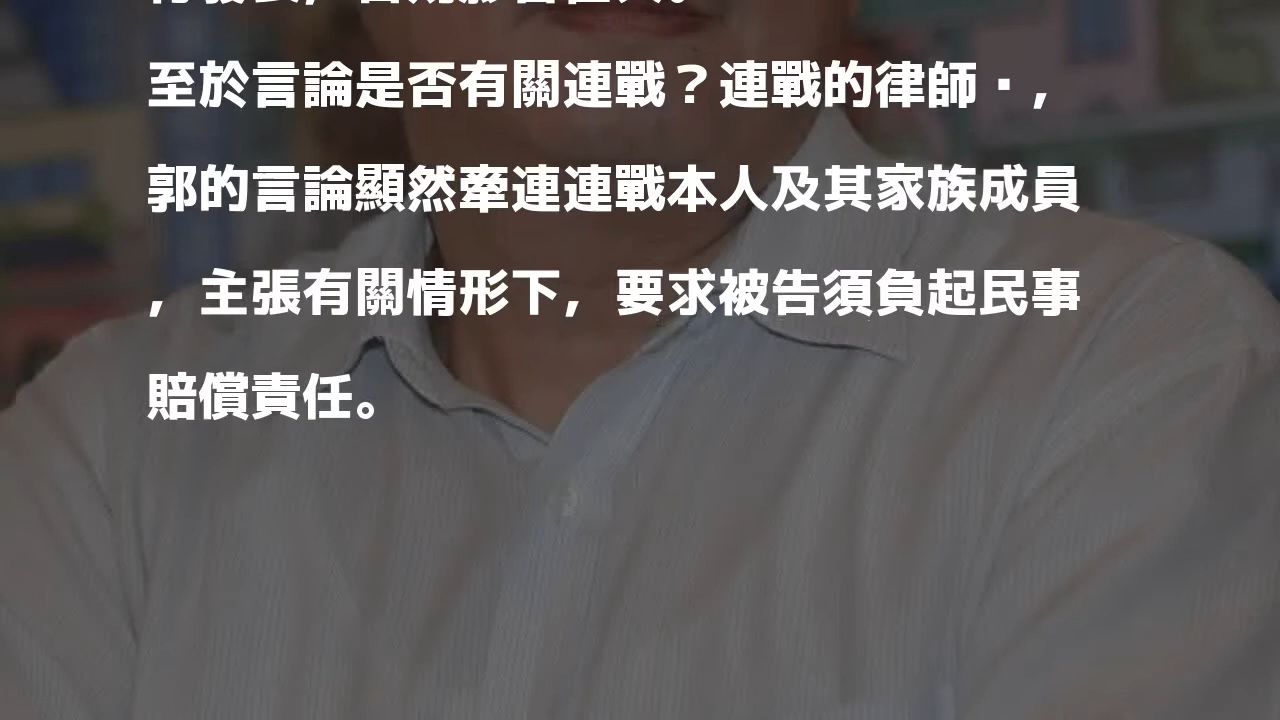 至於言論是否有關連戰？連戰的律師·，
郭的言論顯然牽連連戰本人及其家族成員
，主張有關情形下，要求被告須負起民事
賠償責任。